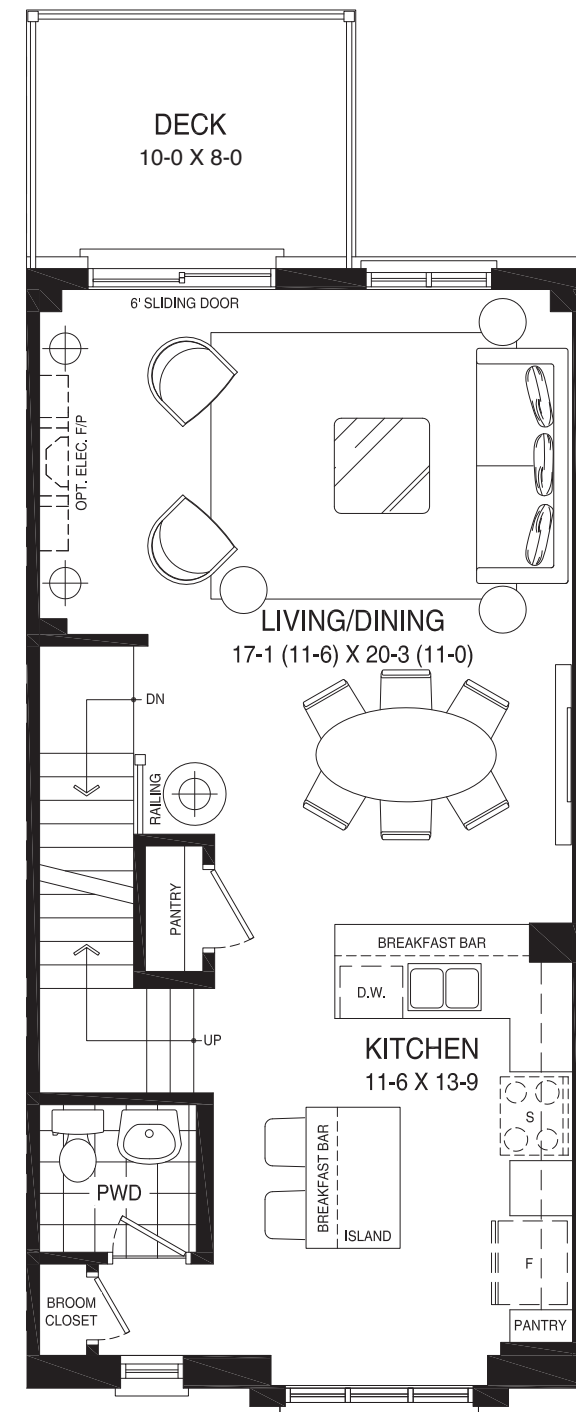 DECK
10-0 X 8-0
6' SLIDING DOOR
OPT. ELEC. F/P
LIVING/DINING
17-1 (11-6) X 20-3 (11-0)
DN
RAILING
PANTRY
BREAKFAST BAR
D.W.
UP
KITCHEN
11-6 X 13-9
S
BREAKFAST BAR
ISLAND
PWD
F
BROOM
CLOSET
PANTRY